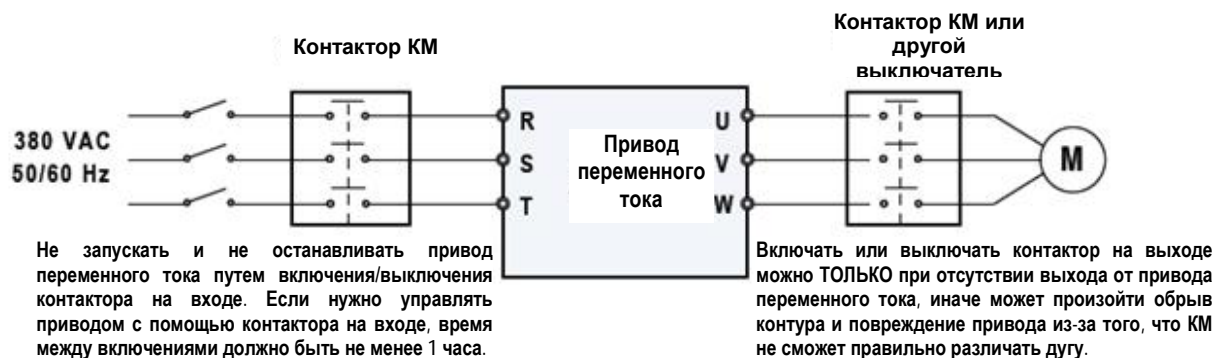 Контактор КМ
Контактор КМ или
другой
выключатель
380 VAC
50/60 Hz
R
S
T
Привод
переменного
тока
U
V
W
M
Не запускать и не останавливать привод
переменного тока путем включения/выключения
контактора на входе. Если нужно управлять
приводом с помощью контактора на входе, время
между включениями должно быть не менее 1 часа.
Включать или выключать контактор на выходе
можно ТОЛЬКО при отсутствии выхода от привода
переменного тока, иначе может произойти обрыв
контура и повреждение привода из-за того, что КМ
не сможет правильно различать дугу.